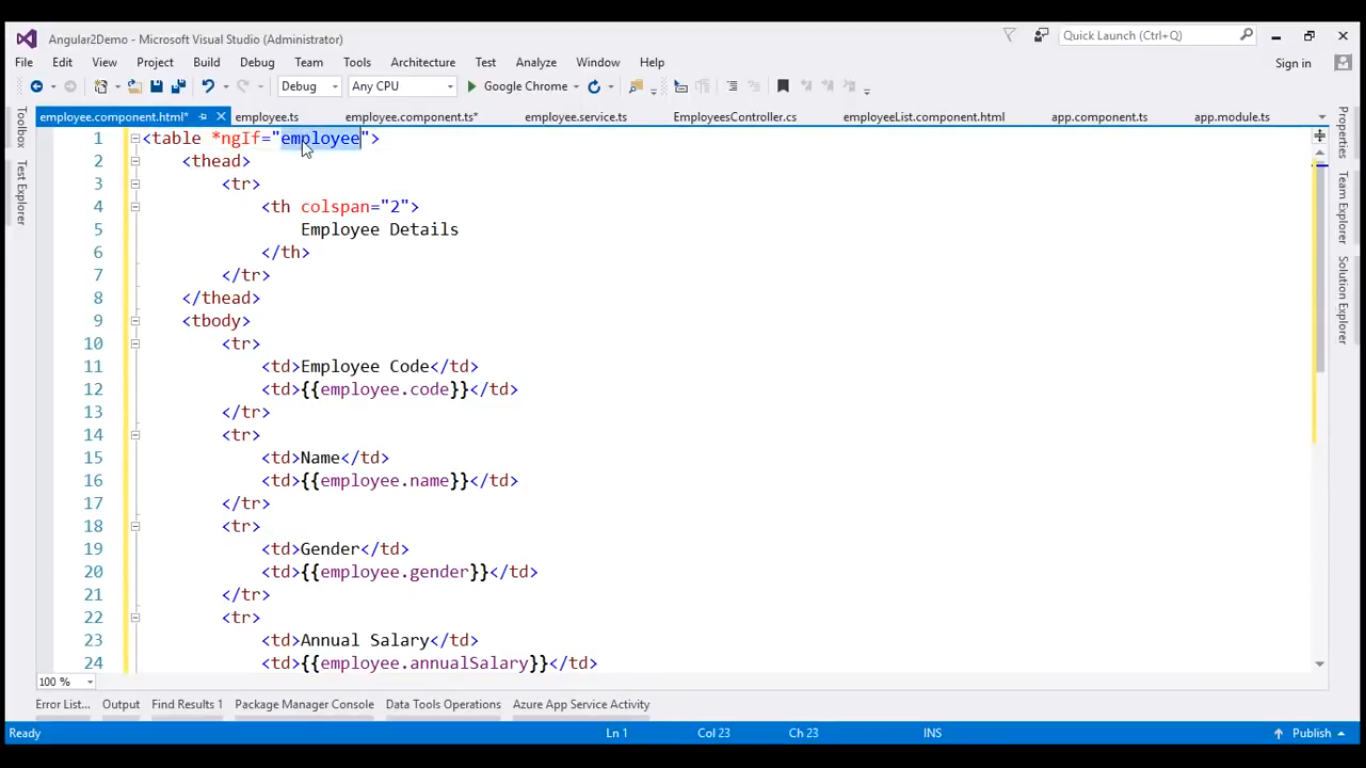 Angular2Demo - Microsoft Visual Studio (Administrator)
Quick Launch (Ctrl+Q)
File Edit View Project Build Debug Team Tools Architecture Test Analyze Window Help
Sign in
Debug Any CPU Google Chrome
employee.component.html* employee.ts employee.component.ts* employee.service.ts EmployeesController.cs employeeList.component.html app.component.ts app.module.ts
Toolbox
Test Explorer
Properties
Team Explorer
Solution Explorer
1 <table *ngIf="employee">
2 <thead>
3 <tr>
4 <th colspan="2">
5 Employee Details
6 </th>
7 </tr>
8 </thead>
9 <tbody>
10 <tr>
11 <td>Employee Code</td>
12 <td>{{employee.code}}</td>
13 </tr>
14 <tr>
15 <td>Name</td>
16 <td>{{employee.name}}</td>
17 </tr>
18 <tr>
19 <td>Gender</td>
20 <td>{{employee.gender}}</td>
21 </tr>
22 <tr>
23 <td>Annual Salary</td>
24 <td>{{employee.annualSalary}}</td>
100 %
Error List... Output Find Results 1 Package Manager Console Data Tools Operations Azure App Service Activity
Ready Ln 1 Col 23 Ch 23 INS Publish